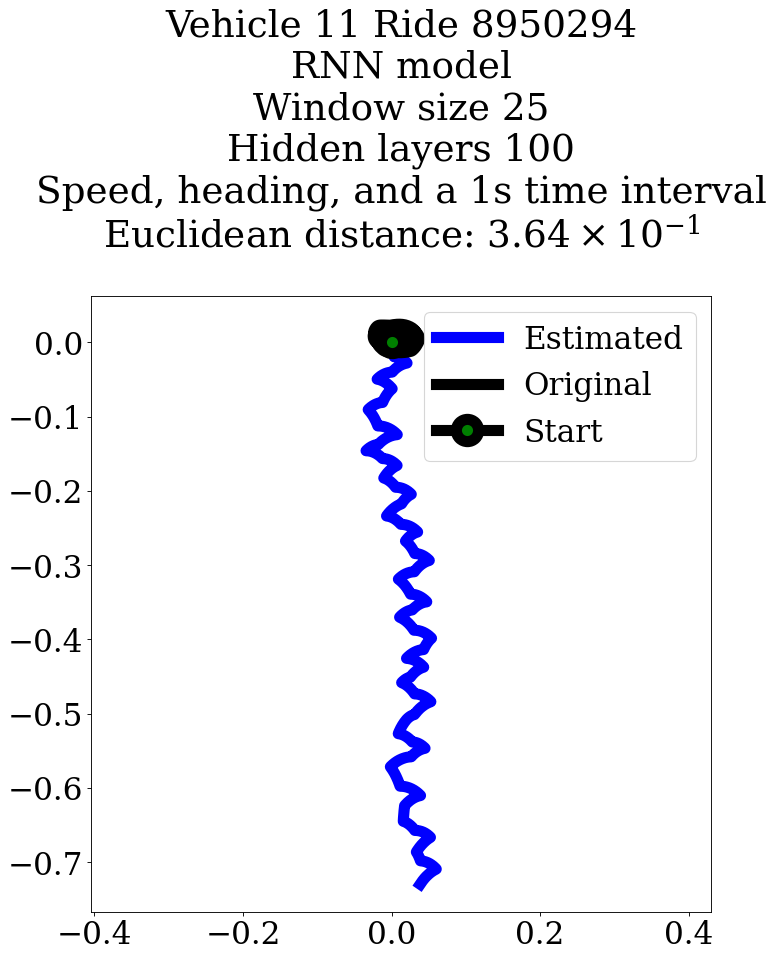 Vehicle 11 Ride 8950294
RNN model
Window size 25
Hidden layers 100
Speed, heading, and a 1s time interval
Euclidean distance: 3.64 × 10⁻¹
Estimated
Original
Start
0.0
−0.1
−0.2
−0.3
−0.4
−0.5
−0.6
−0.7
−0.4 −0.2 0.0 0.2 0.4